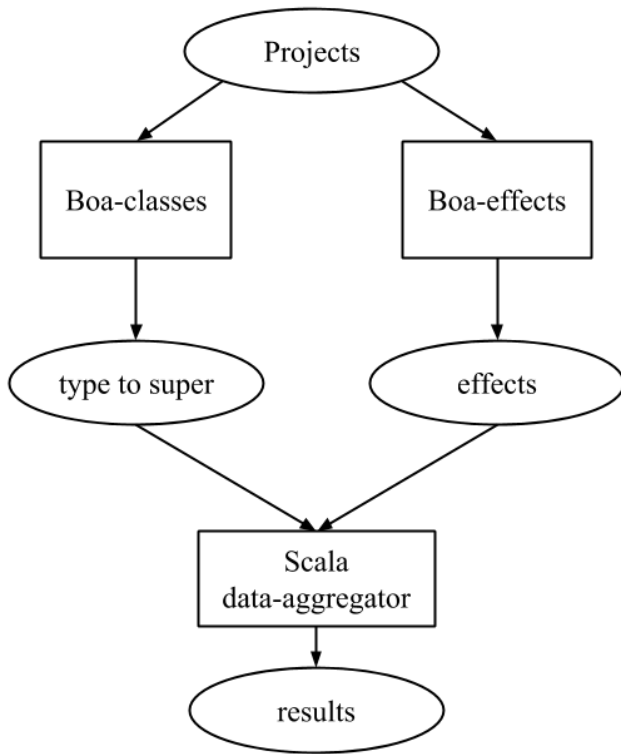 Projects
Boa-classes
Boa-effects
type to super
effects
Scala
data-aggregator
results